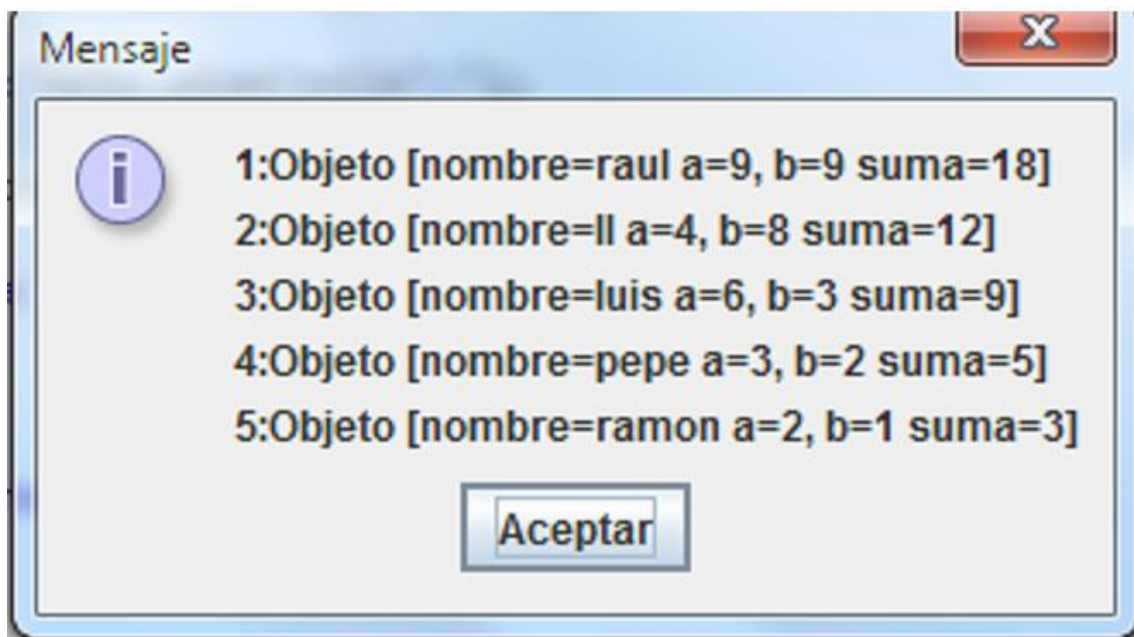 Mensaje
1:Objeto [nombre=raul a=9, b=9 suma=18]
2:Objeto [nombre=ll a=4, b=8 suma=12]
3:Objeto [nombre=luis a=6, b=3 suma=9]
4:Objeto [nombre=pepe a=3, b=2 suma=5]
5:Objeto [nombre=ramon a=2, b=1 suma=3]
Aceptar